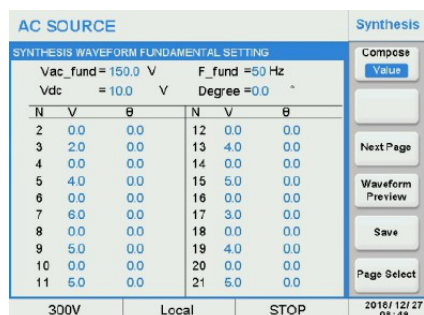 AC SOURCE
Synthesis
SYNTHESIS WAVEFORM FUNDAMENTAL SETTING
Vac_fund = 150.0 V F_fund =50 Hz
Vdc = 10.0 V Degree =0.0 °
N V θ N V θ
2 0.0 0.0 12 0.0 0.0
3 2.0 0.0 13 4.0 0.0
4 0.0 0.0 14 0.0 0.0
5 4.0 0.0 15 5.0 0.0
6 0.0 0.0 16 0.0 0.0
7 6.0 0.0 17 3.0 0.0
8 0.0 0.0 18 0.0 0.0
9 5.0 0.0 19 4.0 0.0
10 0.0 0.0 20 0.0 0.0
11 5.0 0.0 21 6.0 0.0
Compose
Value
Next Page
Waveform
Preview
Save
Page Select
300V Local STOP
2016/12/27